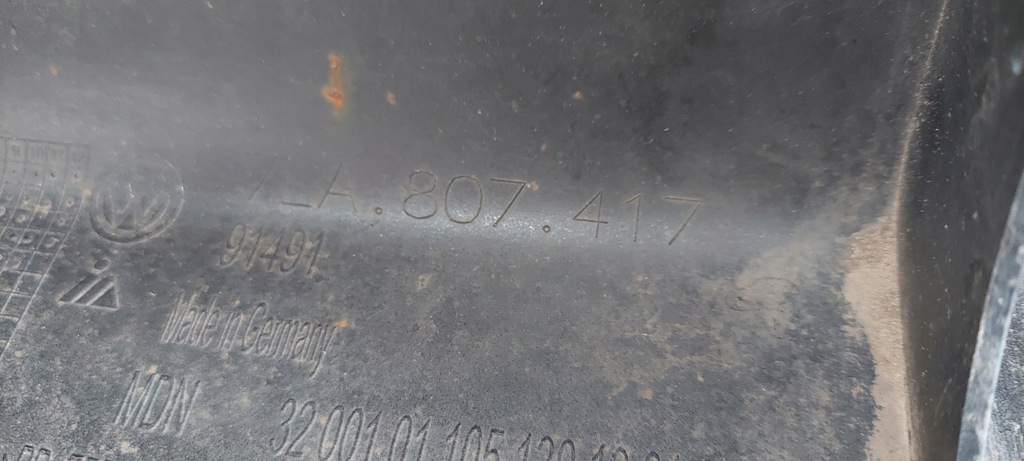 7LA.807.417
91491
Made in Germany
MDN
32 001 01 105